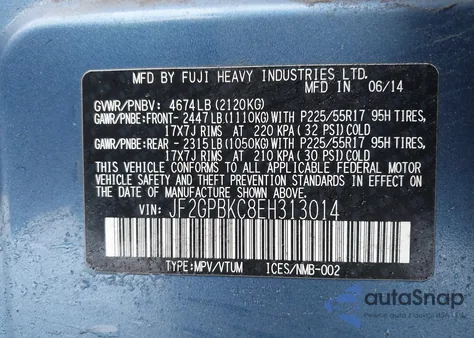 MFD BY FUJI HEAVY INDUSTRIES LTD.
IN 06/14
GVWR/PNBV: 4674LB(2120KG)
GAWR/PNBE:FRONT-2447LB(1110KG)WITH P225/55R17 95H TIRES,
17X7J RIMS AT 220 KPA(32 PSI)COLD
GAWR/PNBE:REAR -2315LB(1050KG)WITH P225/55R17 95H TIRES,
17X7J RIMS AT 210 KPA(30 PSI)COLD
THIS VEHICLE CONFORMS TO ALL APPLICABLE FEDERAL MOTOR
VEHICLE SAFETY AND THEFT PREVENTION STANDARDS IN EFFECT
ON THE DATE OF MANUFACTURE SHOWN ABOVE.
VIN: JF2GPBKC8EH313014
TYPE:MPV/VTUM ICES/NMB-002
autoSnap